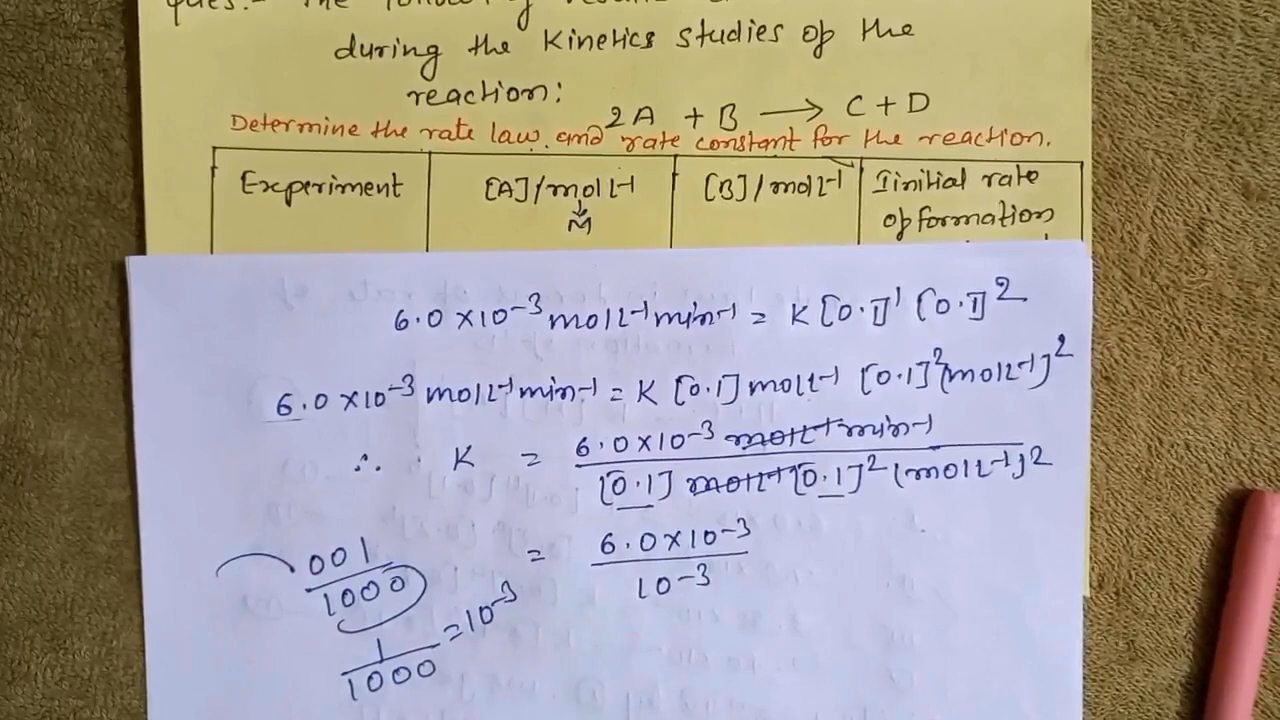 during the Kinetics studies of the
reaction:
2A + B ⟶ C + D
Determine the rate law. and rate constant for the reaction.
Experiment
[A]/mol L-1
M
[B]/mol L-1
Iinitial rate
of formation
6.0 × 10-3 mol L-1 min-1 = K [0.1]1 [0.1]2
6.0 × 10-3 mol L-1 min-1 = K [0.1] mol L-1 [0.1]2 (mol L-1)2
∴ K = 6.0 × 10-3 mol L-1 min-1 / [0.1] mol L-1 [0.1]2 (mol L-1)2
= 6.0 × 10-3 / 10-3
001 / 1000
1 / 1000 = 10-3